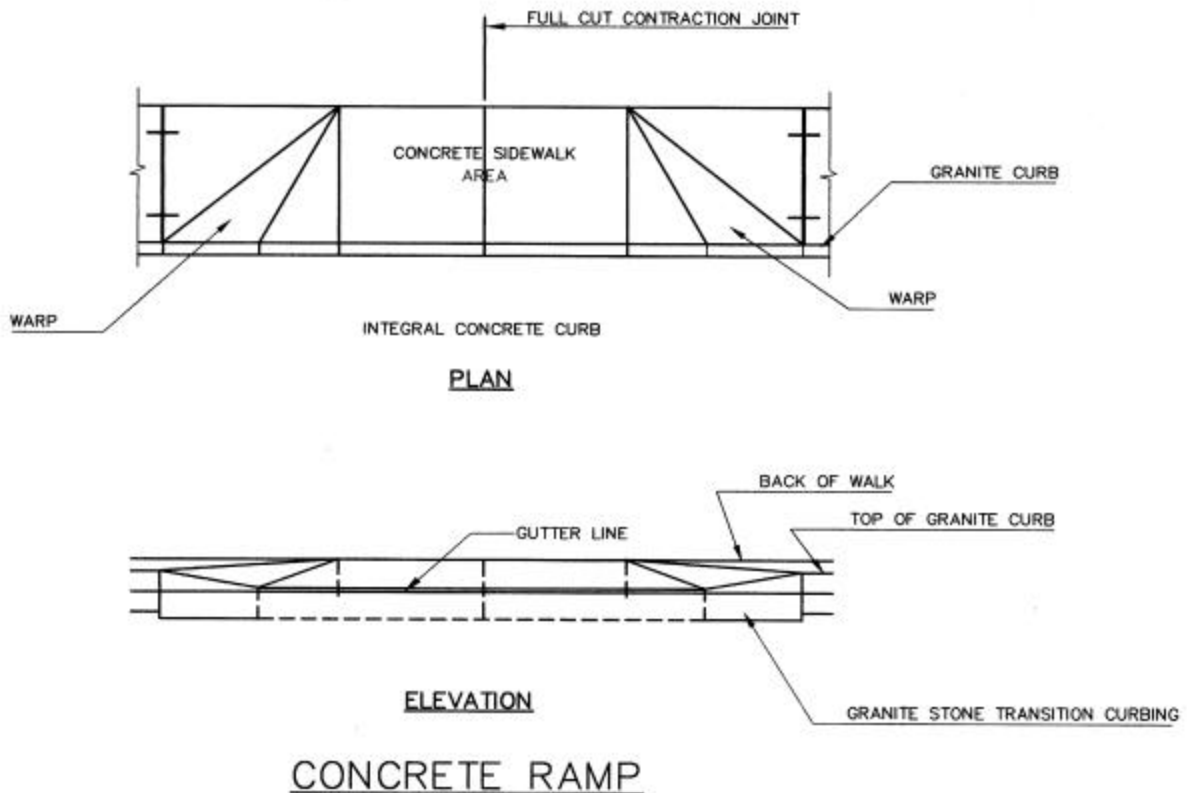 FULL CUT CONTRACTION JOINT
CONCRETE SIDEWALK
AREA
GRANITE CURB
WARP
WARP
INTEGRAL CONCRETE CURB
PLAN
BACK OF WALK
TOP OF GRANITE CURB
GUTTER LINE
ELEVATION
GRANITE STONE TRANSITION CURBING
CONCRETE RAMP